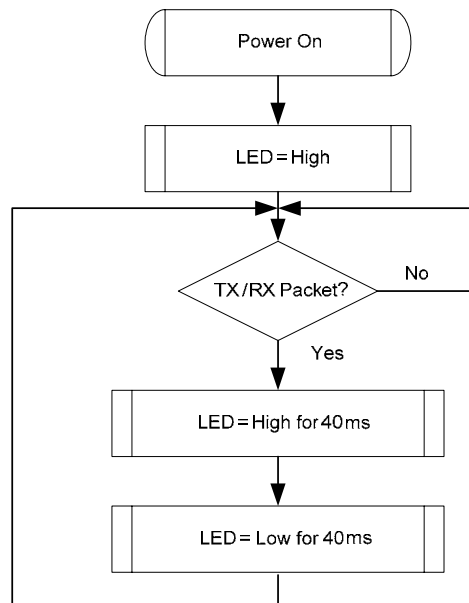 Power On
LED = High
TX/RX Packet?
No
Yes
LED = High for 40ms
LED = Low for 40ms